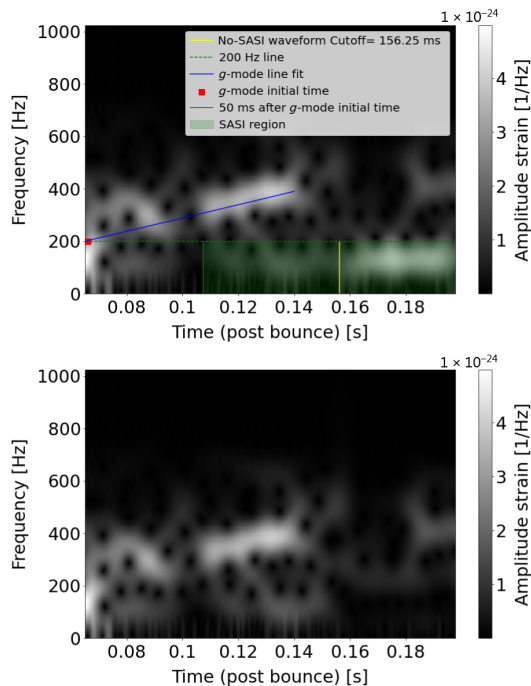 1 × 10−24
1000
800
600
400
200
0
Frequency [Hz]
No-SASI waveform Cutoff= 156.25 ms
200 Hz line
g-mode line fit
g-mode initial time
50 ms after g-mode initial time
SASI region
0.08
0.1
0.12
0.14
0.16
0.18
Time (post bounce) [s]
4
3
2
1
Amplitude strain [1/Hz]
1 × 10−24
1000
800
600
400
200
0
Frequency [Hz]
0.08
0.1
0.12
0.14
0.16
0.18
Time (post bounce) [s]
4
3
2
1
Amplitude strain [1/Hz]